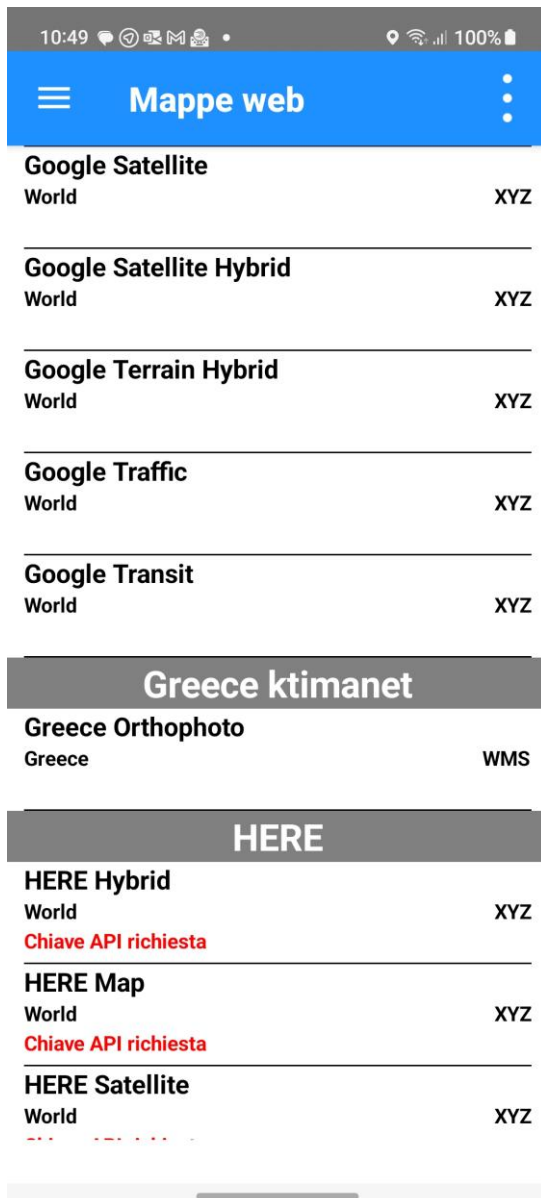 10:49 100%
Mappe web
Google Satellite
World XYZ
Google Satellite Hybrid
World XYZ
Google Terrain Hybrid
World XYZ
Google Traffic
World XYZ
Google Transit
World XYZ
Greece ktimanet
Greece Orthophoto
Greece WMS
HERE
HERE Hybrid
World XYZ
Chiave API richiesta
HERE Map
World XYZ
Chiave API richiesta
HERE Satellite
World XYZ